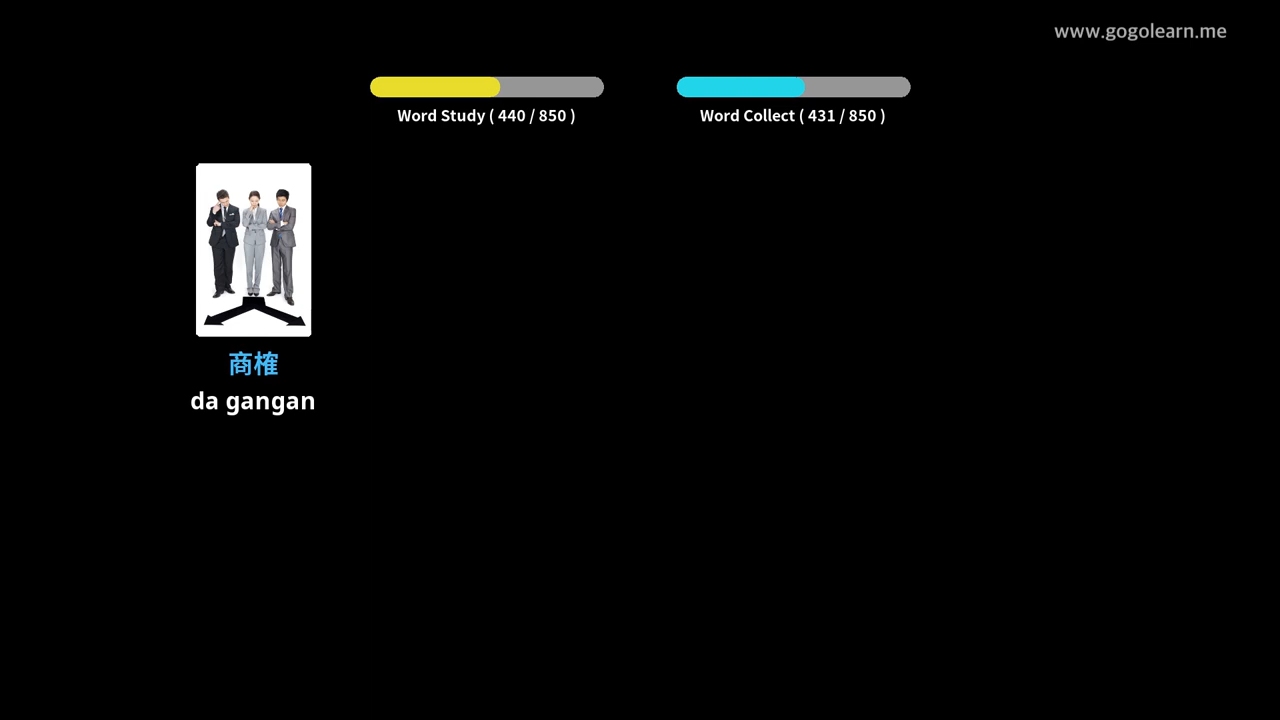 www.gogolearn.me
Word Study ( 440 / 850 )
Word Collect ( 431 / 850 )
商榷
da gangan